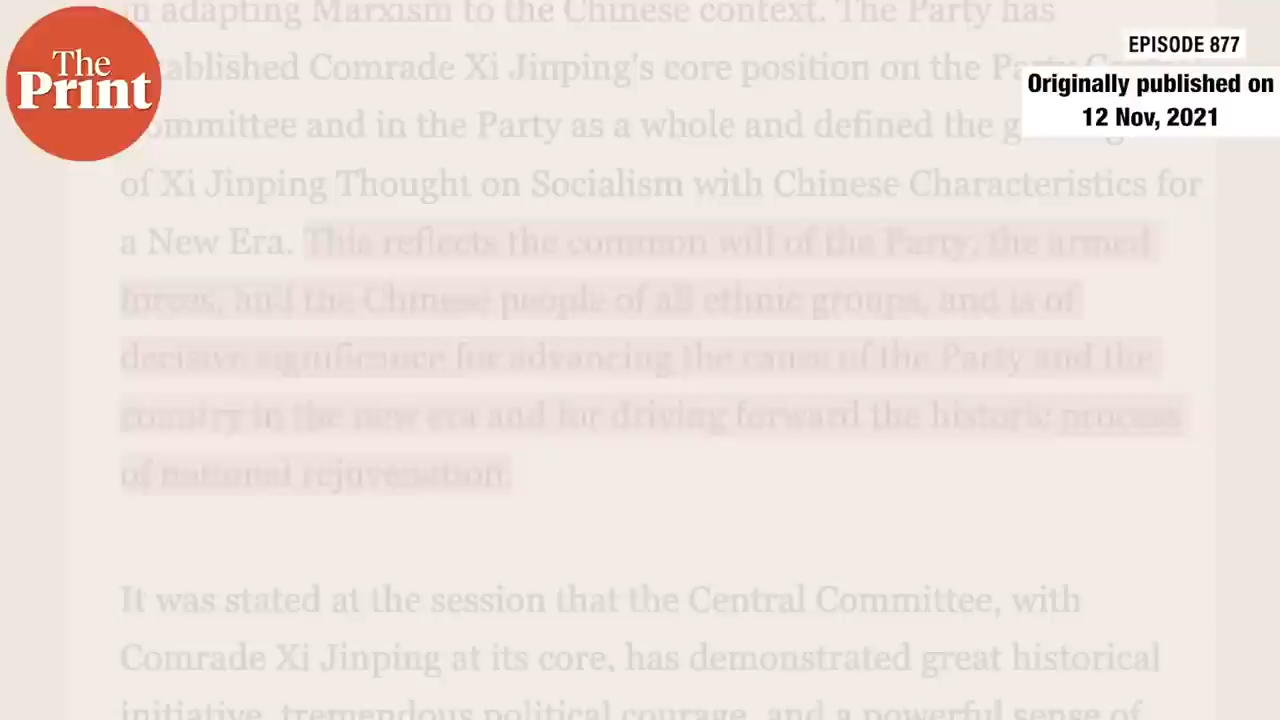 in adapting Marxism to the Chinese context. The Party has
The
Print
EPISODE 877
established Comrade Xi Jinping's core position on the Party
Originally published on
12 Nov, 2021
Committee and in the Party as a whole and defined the
of Xi Jinping Thought on Socialism with Chinese Characteristics for
a New Era. This reflects the common will of the Party, the armed
forces, and the Chinese people of all ethnic groups, and is of
decisive significance for advancing the cause of the Party and the
country in the new era and for driving forward the historic process
of national rejuvenation.
It was stated at the session that the Central Committee, with
Comrade Xi Jinping at its core, has demonstrated great historical
initiative, tremendous political courage, and a powerful sense of